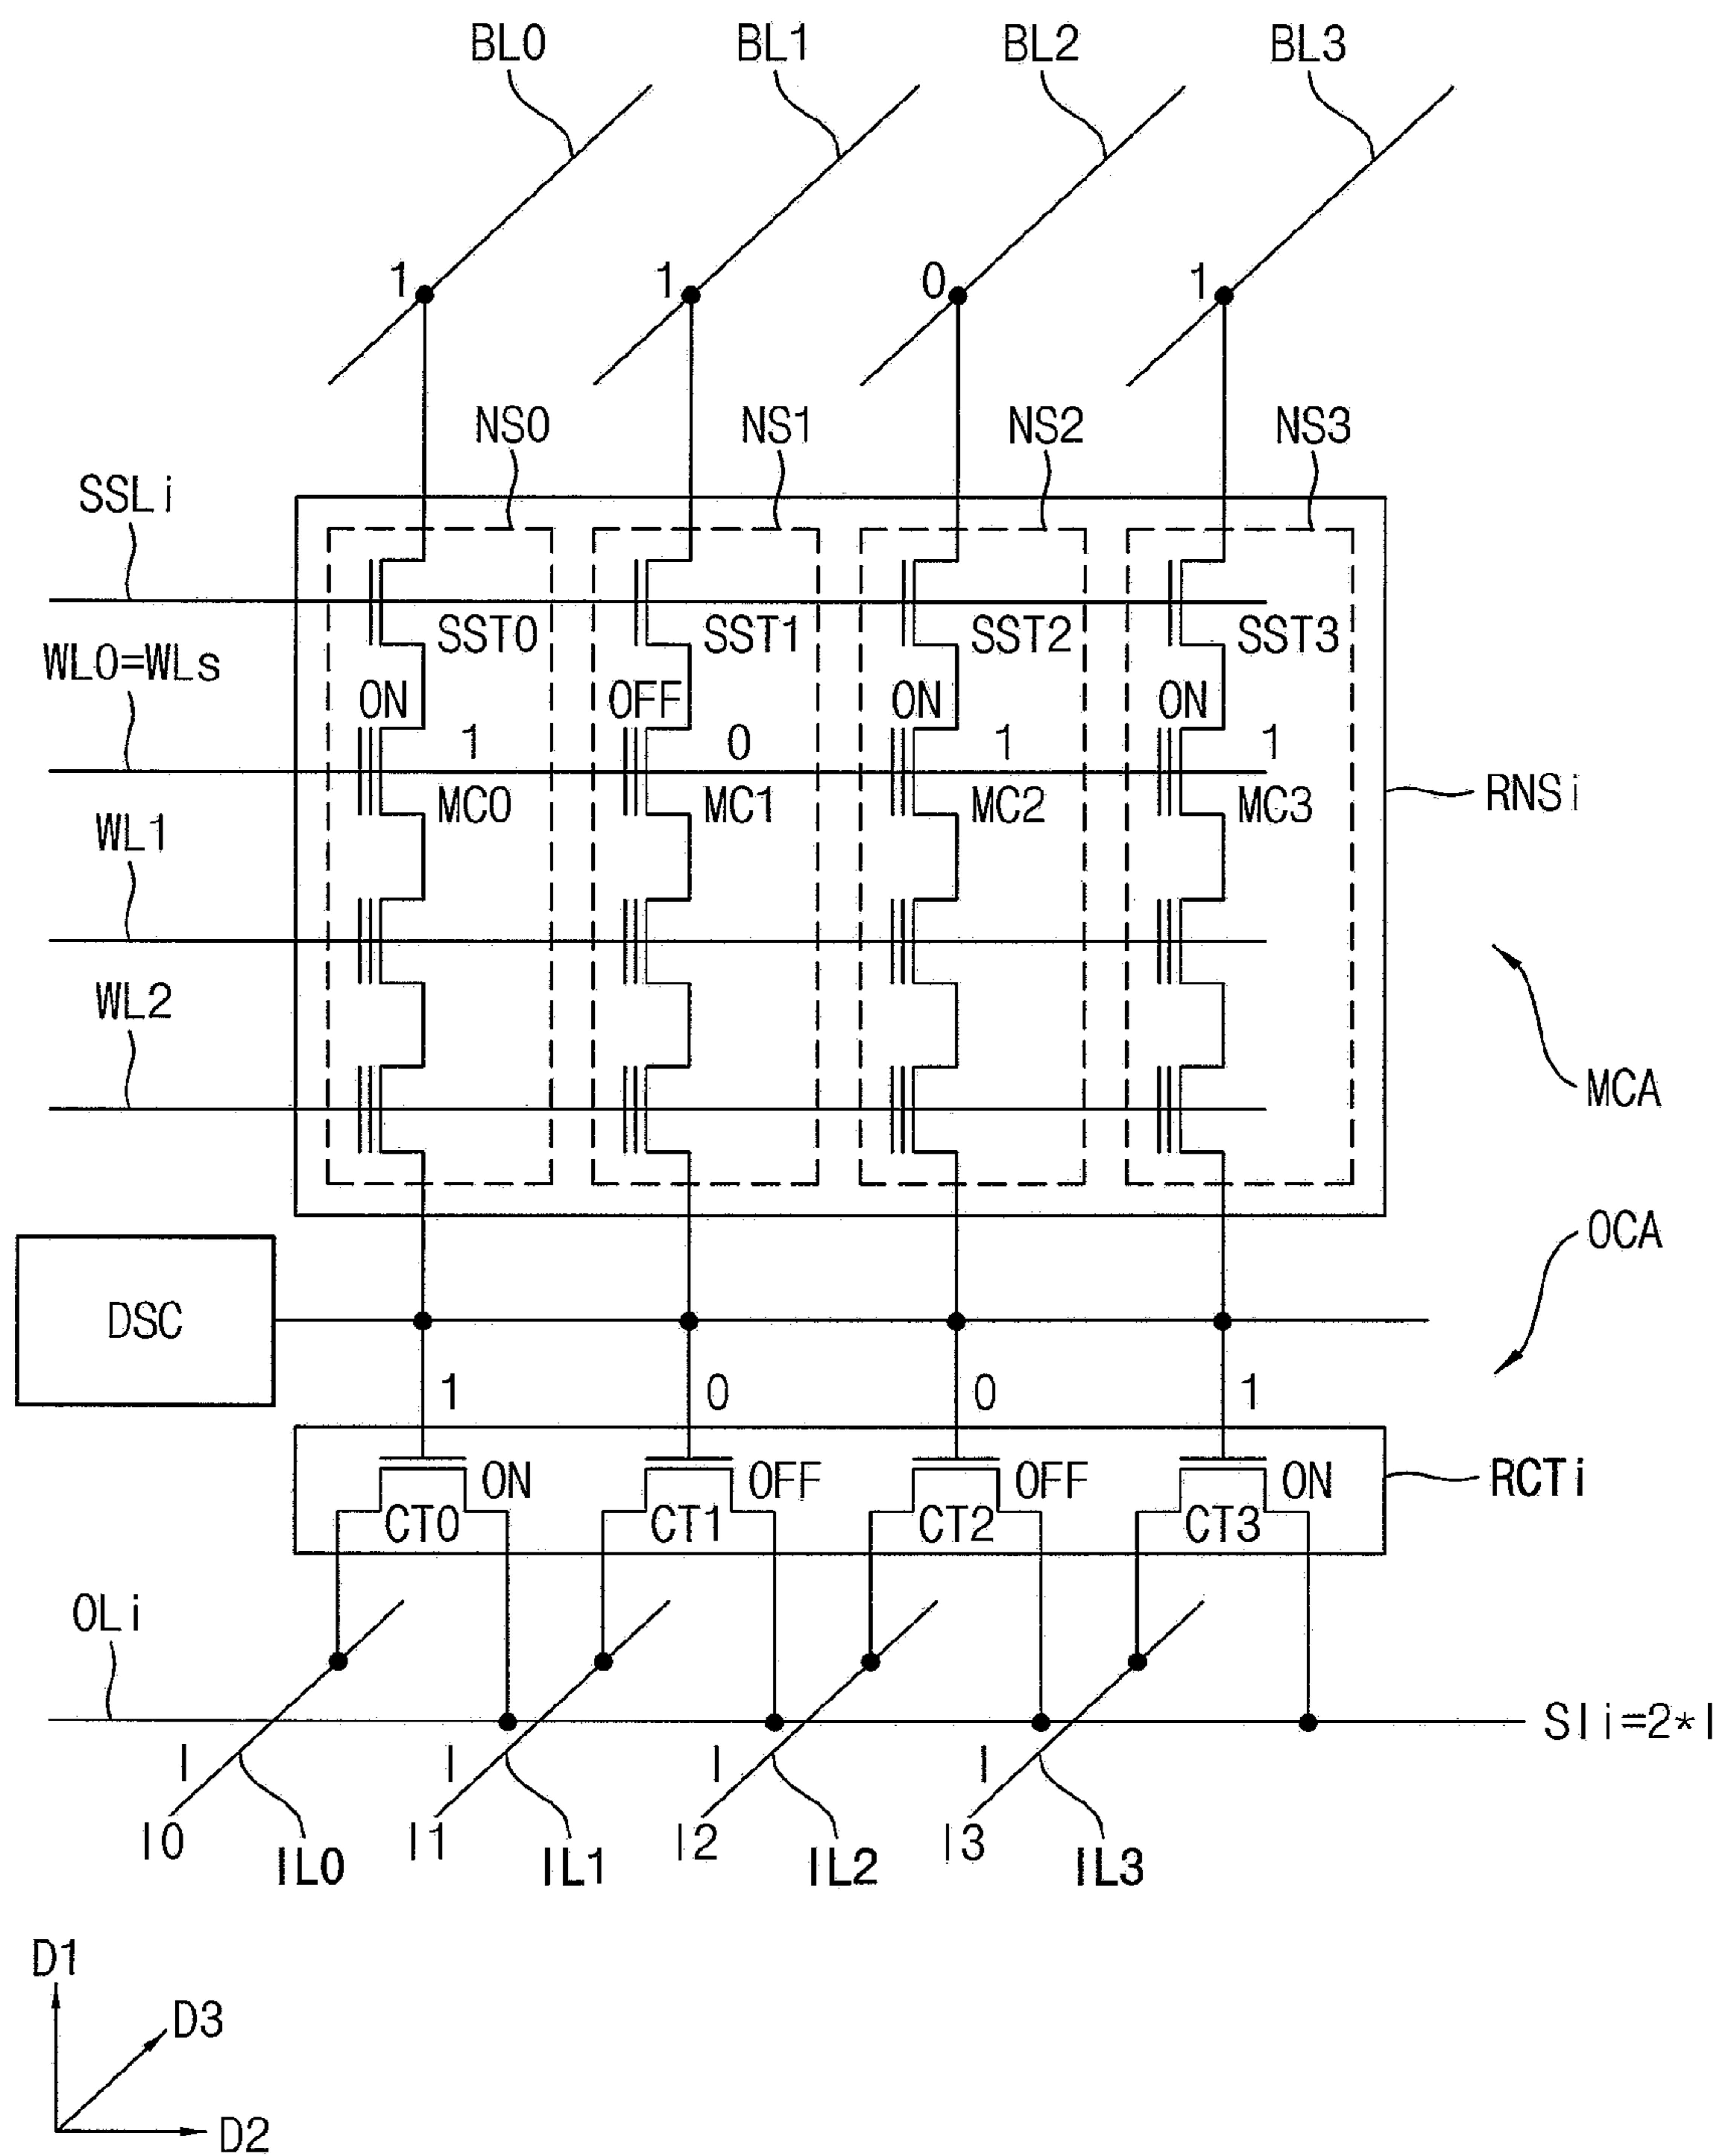 BL0 BL1 BL2 BL3
1 1 0 1
NS0 NS1 NS2 NS3
SSLi
SST0 SST1 SST2 SST3
WL0=WLs
ON OFF ON ON
1 0 1 1
MC0 MC1 MC2 MC3
RNSi
WL1
WL2
MCA
OCA
DSC
1 0 0 1
ON OFF OFF ON
RCTi
CT0 CT1 CT2 CT3
OLi
SIi=2*I
I I I I
I0 I1 I2 I3
IL0 IL1 IL2 IL3
D1
D3
D2